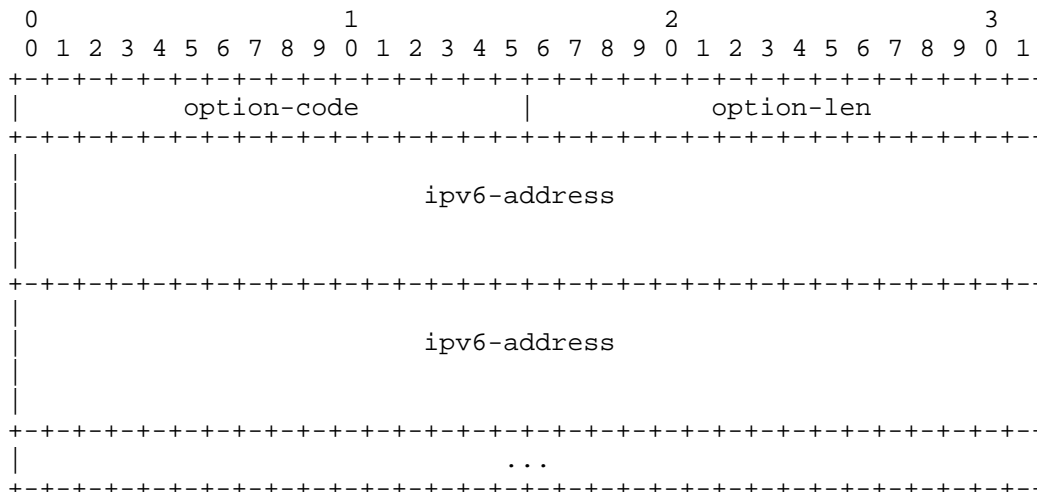 0                   1                   2                   3
 0 1 2 3 4 5 6 7 8 9 0 1 2 3 4 5 6 7 8 9 0 1 2 3 4 5 6 7 8 9 0 1
+-+-+-+-+-+-+-+-+-+-+-+-+-+-+-+-+-+-+-+-+-+-+-+-+-+-+-+-+-+-+-+-+--
|          option-code          |           option-len
+-+-+-+-+-+-+-+-+-+-+-+-+-+-+-+-+-+-+-+-+-+-+-+-+-+-+-+-+-+-+-+-+--
|
|                         ipv6-address
|
|
+-+-+-+-+-+-+-+-+-+-+-+-+-+-+-+-+-+-+-+-+-+-+-+-+-+-+-+-+-+-+-+-+--
|
|                         ipv6-address
|
|
+-+-+-+-+-+-+-+-+-+-+-+-+-+-+-+-+-+-+-+-+-+-+-+-+-+-+-+-+-+-+-+-+--
|                              ...
+-+-+-+-+-+-+-+-+-+-+-+-+-+-+-+-+-+-+-+-+-+-+-+-+-+-+-+-+-+-+-+-+--